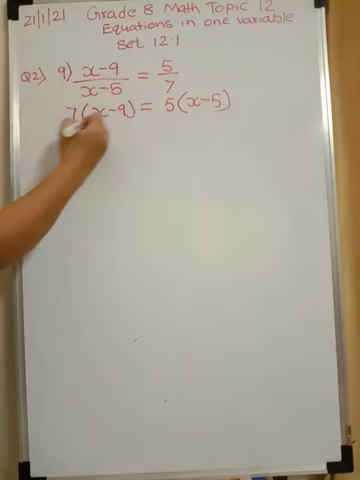 21/1/21 Grade 8 Math Topic 12
Equations in one variable
Set 12.1
Q2) 9) x-9/x-5 = 5/7
7(x-9) = 5(x-5)